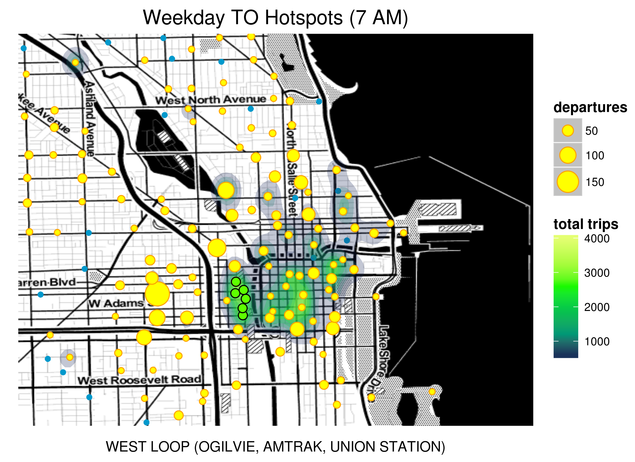 Weekday TO Hotspots (7 AM)
Ashland Avenue
West North Avenue
kee Avenue
North
Salle Street
departures
50
100
150
total trips
4000
3000
2000
1000
arren Blvd
W Adams
Lake Shore Dri
West Roosevelt Road
WEST LOOP (OGILVIE, AMTRAK, UNION STATION)